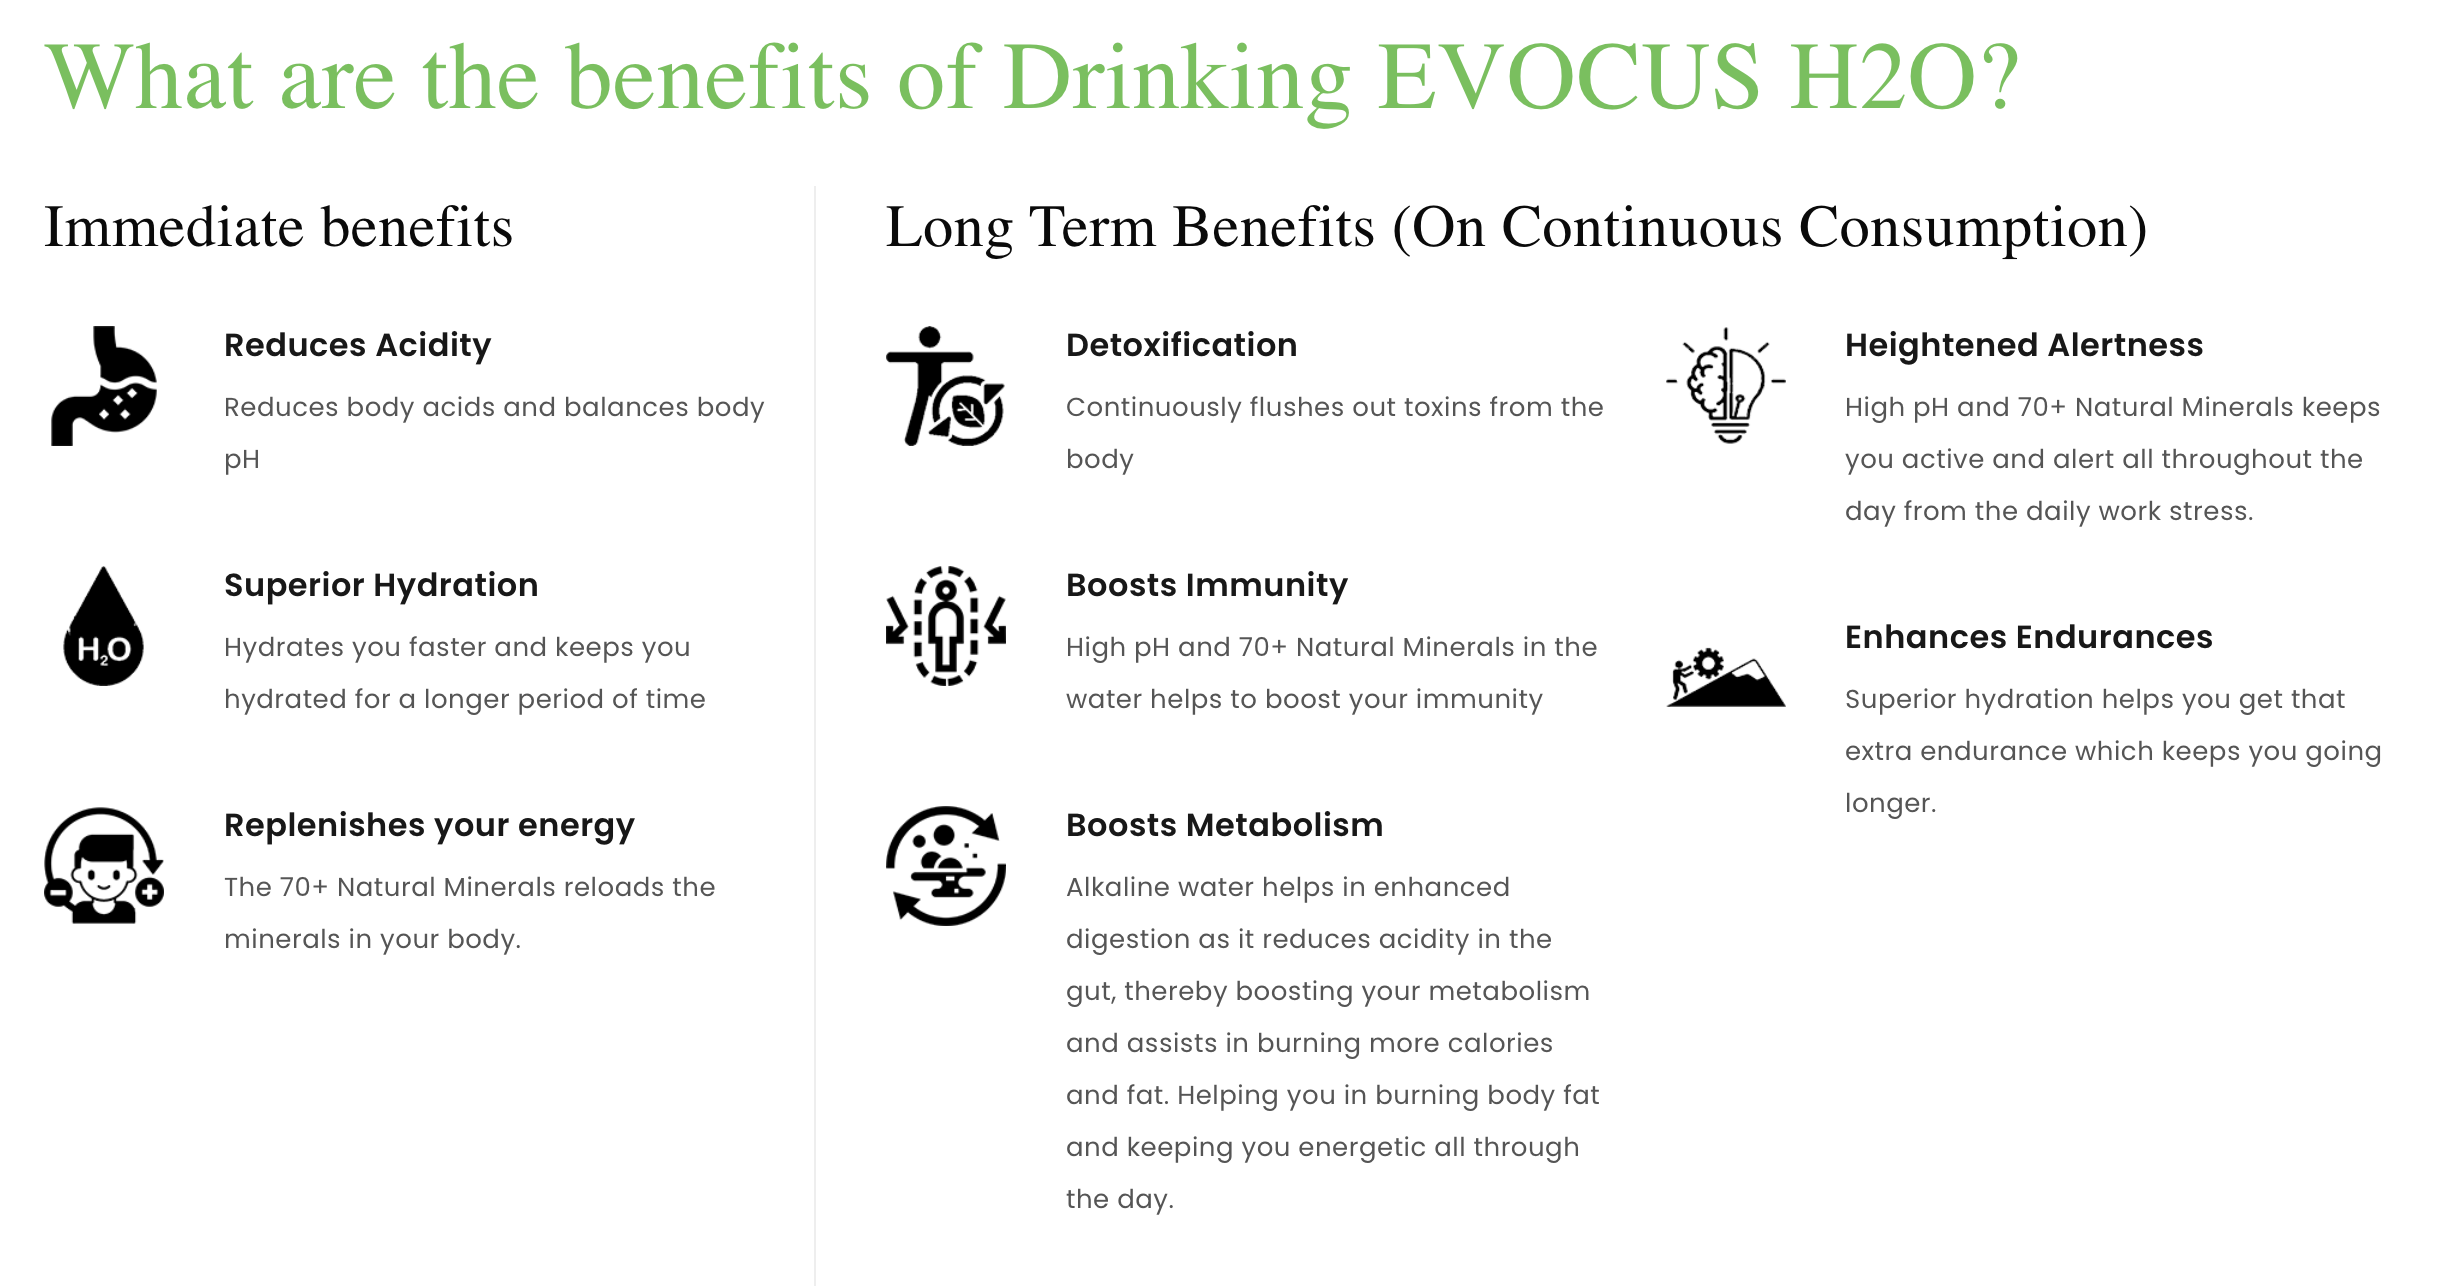 What are the benefits of Drinking EVOCUS H2O?
Immediate benefits
Reduces Acidity
Reduces body acids and balances body
pH
H2O
Superior Hydration
Hydrates you faster and keeps you
hydrated for a longer period of time
Replenishes your energy
The 70+ Natural Minerals reloads the
minerals in your body.
Long Term Benefits (On Continuous Consumption)
Detoxification
Continuously flushes out toxins from the
body
Boosts Immunity
High pH and 70+ Natural Minerals in the
water helps to boost your immunity
Boosts Metabolism
Alkaline water helps in enhanced
digestion as it reduces acidity in the
gut, thereby boosting your metabolism
and assists in burning more calories
and fat. Helping you in burning body fat
and keeping you energetic all through
the day.
Heightened Alertness
High pH and 70+ Natural Minerals keeps
you active and alert all throughout the
day from the daily work stress.
Enhances Endurances
Superior hydration helps you get that
extra endurance which keeps you going
longer.